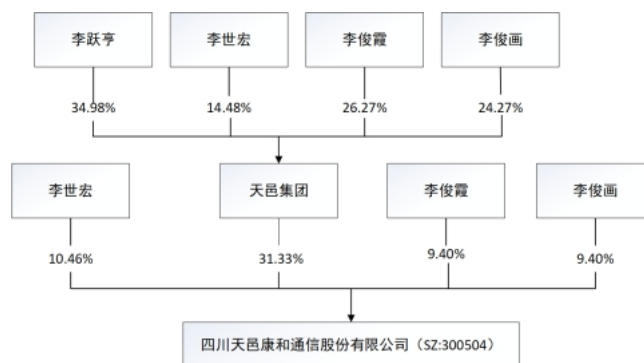 李跃亨
李世宏
李俊霞
李俊画
34.98%
14.48%
26.27%
24.27%
李世宏
天邑集团
李俊霞
李俊画
10.46%
31.33%
9.40%
9.40%
四川天邑康和通信股份有限公司（SZ:300504）